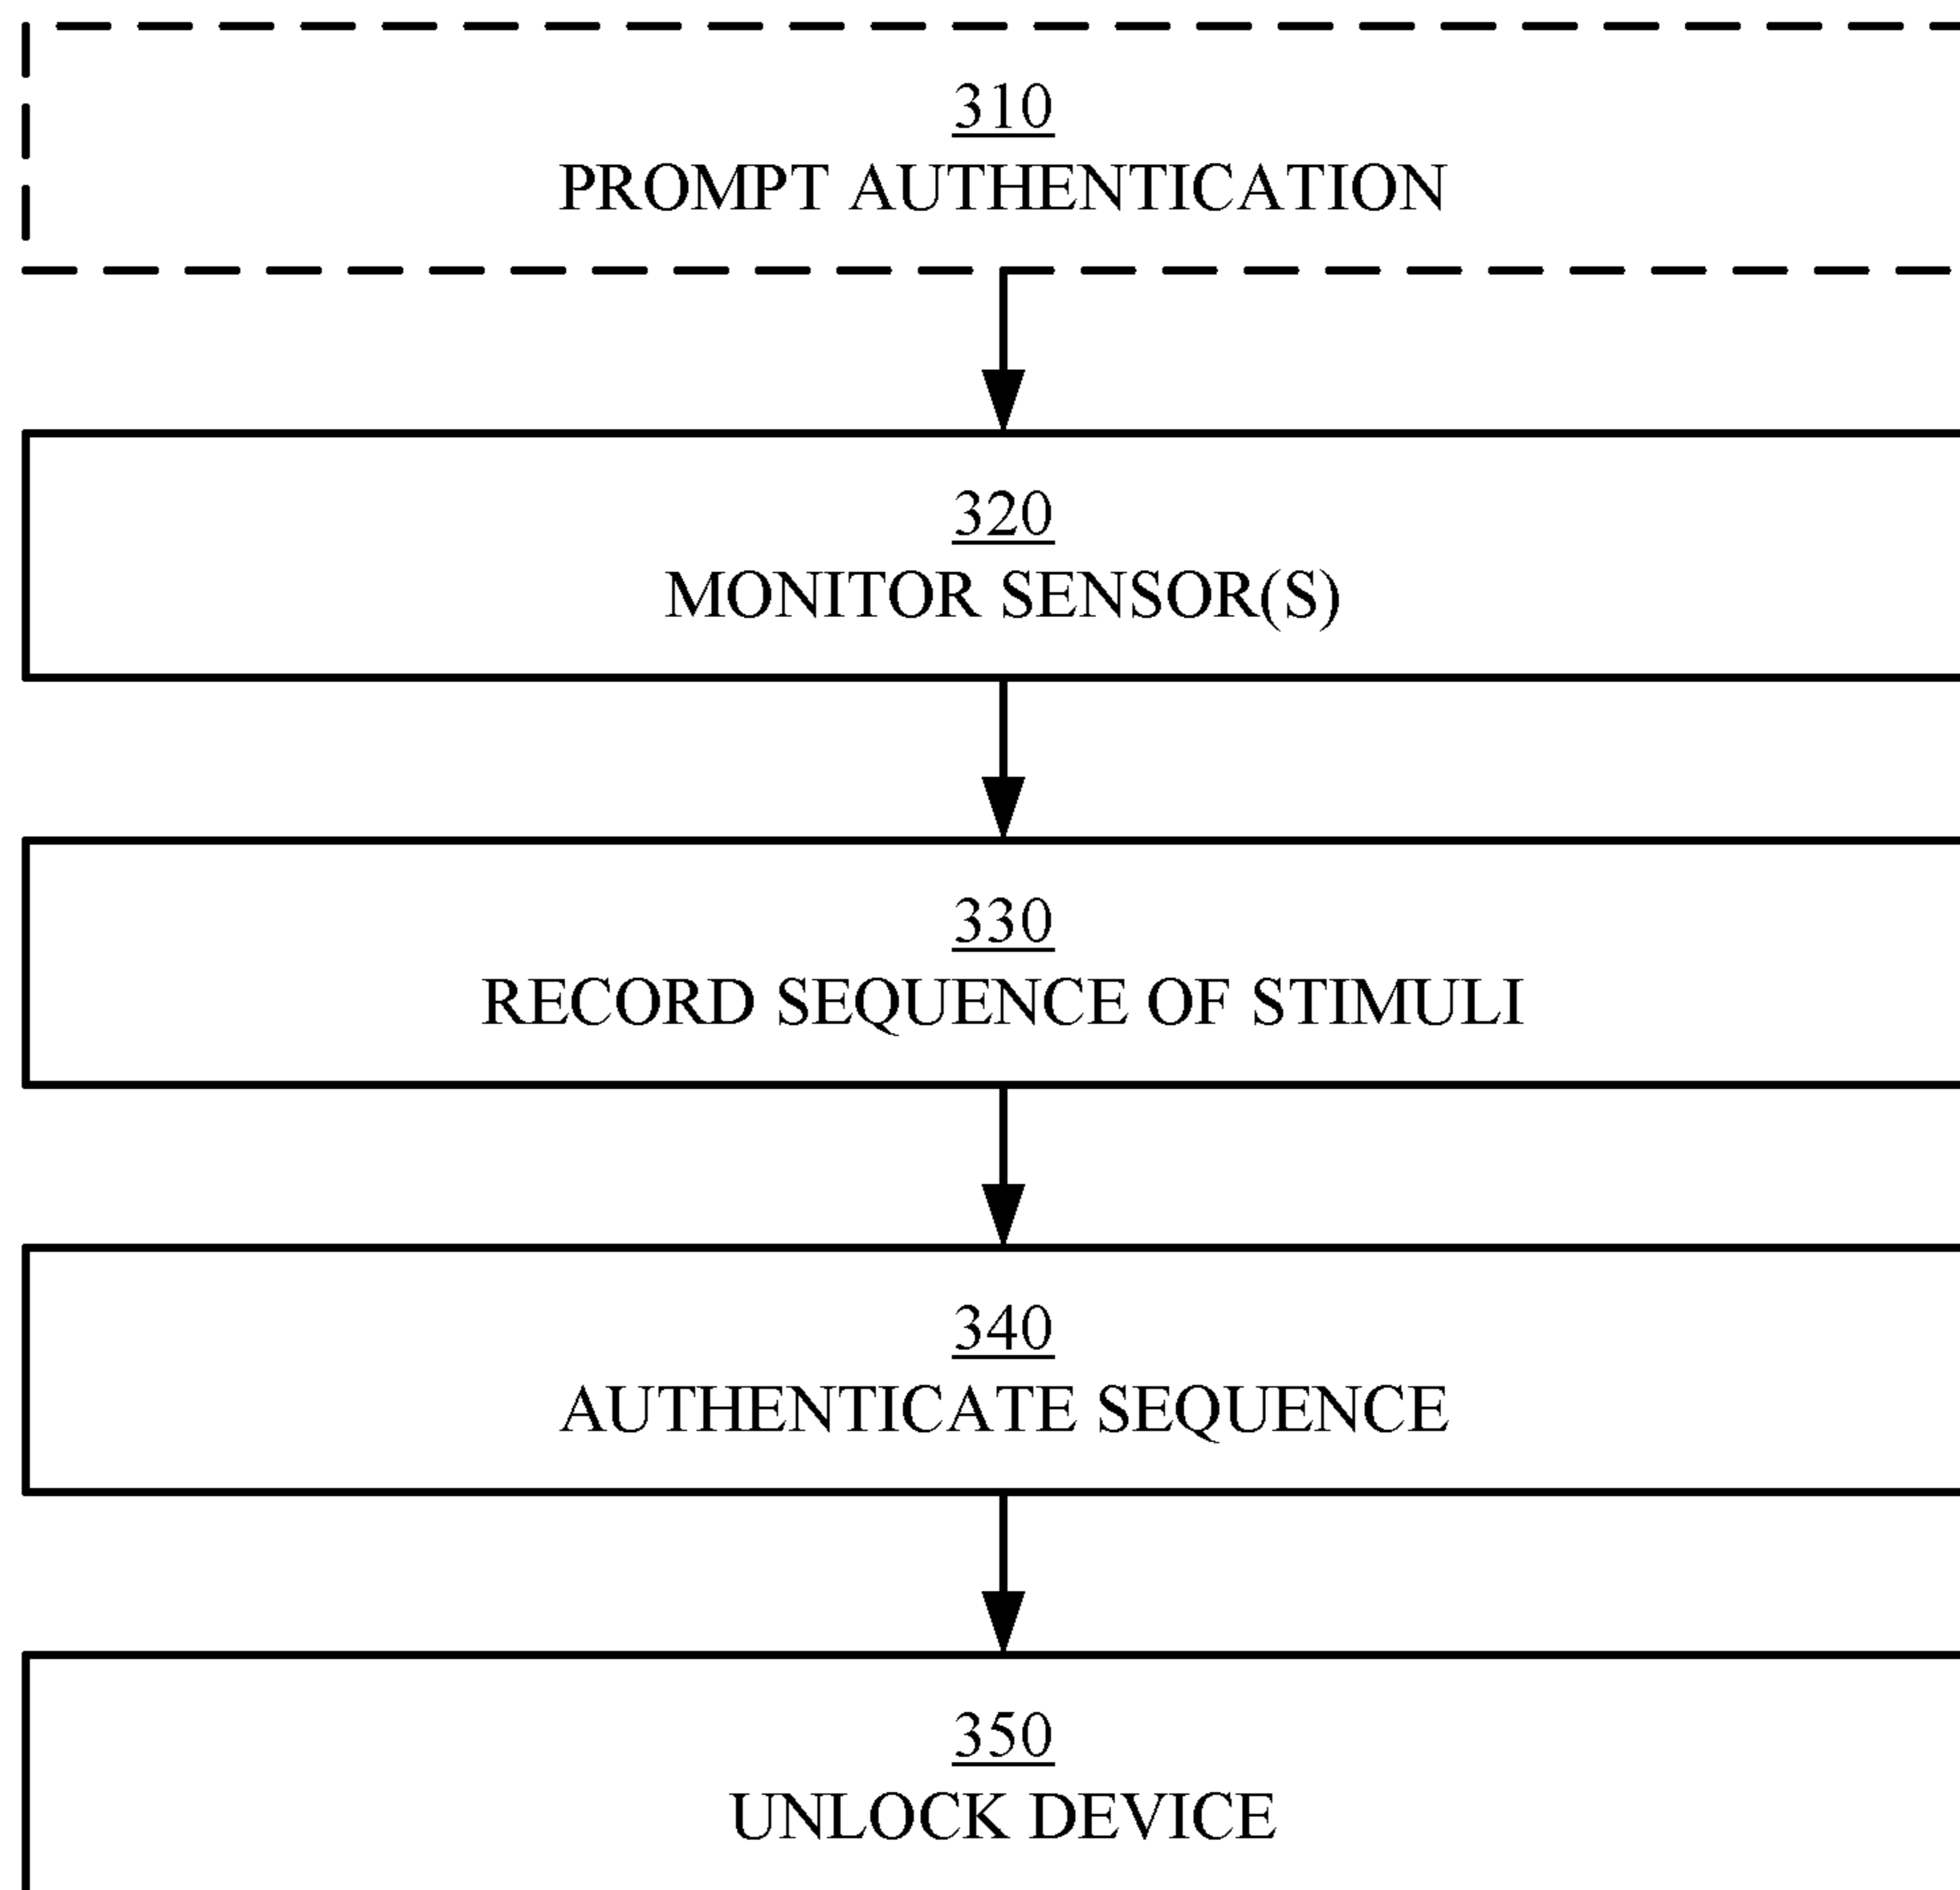 310
PROMPT AUTHENTICATION
320
MONITOR SENSOR(S)
330
RECORD SEQUENCE OF STIMULI
340
AUTHENTICATE SEQUENCE
350
UNLOCK DEVICE